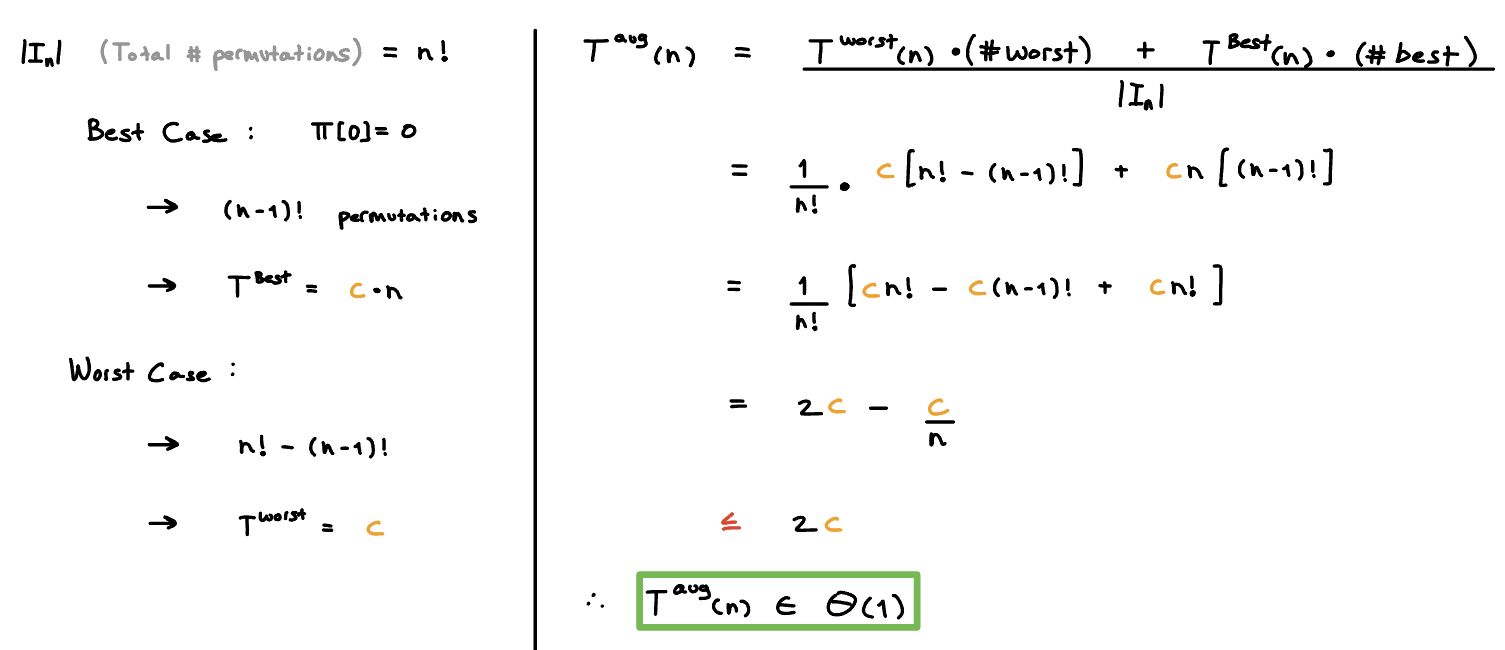 |Iₙ| (Total # permutations) = n!
Best Case : π[0]= 0
→ (n-1)! permutations
→ T^Best = c·n
Worst Case :
→ n! - (n-1)!
→ T^worst = c
T^avg(n) = T^worst(n) · (#worst) + T^Best(n) · (# best)
|Iₙ|
= 1/n! · c[n! - (n-1)!] + cn[(n-1)!]
= 1/n! [cn! - c(n-1)! + cn!]
= 2c - c/n
≤ 2c
∴ T^avg(n) ∈ Θ(1)